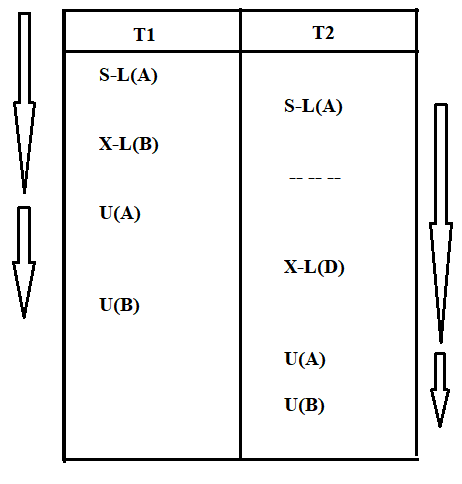 T1 T2
S-L(A)
S-L(A)
X-L(B)
-- -- --
U(A)
X-L(D)
U(B)
U(A)
U(B)